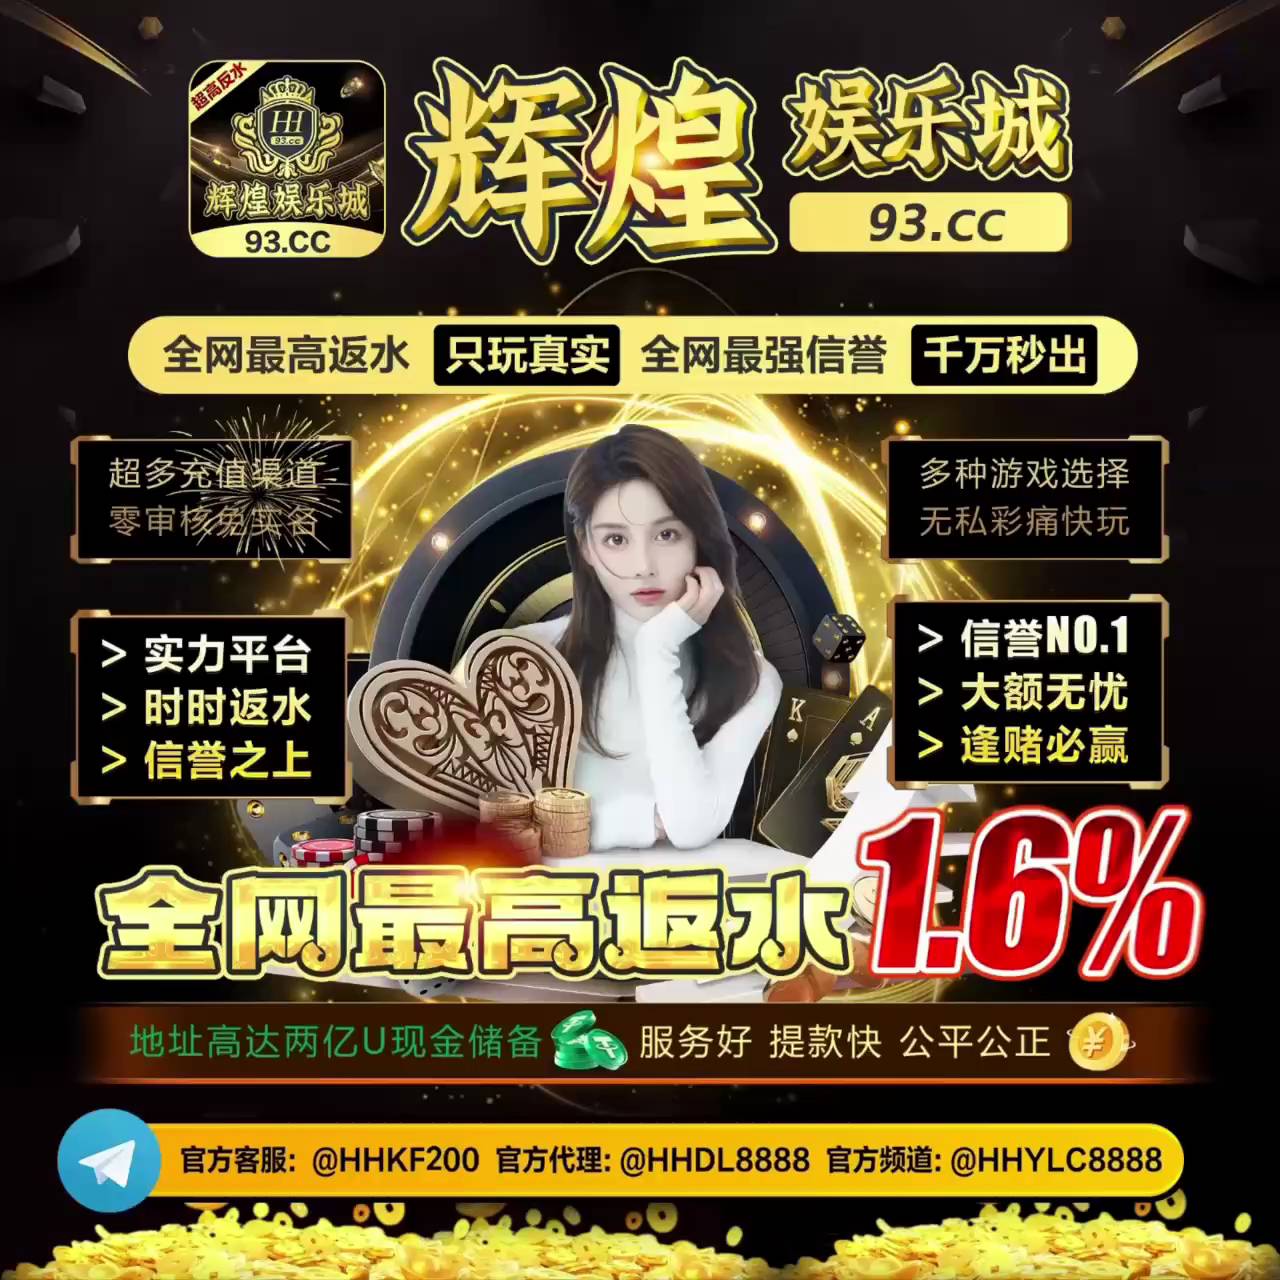 超高反水
HH
93.cc
辉煌娱乐城
93.CC
辉煌 娱乐城
93.CC
全网最高返水 只玩真实 全网最强信誉 千万秒出
超多充值渠道
零审核免实名
多种游戏选择
无私彩痛快玩
> 实力平台
> 时时返水
> 信誉之上
> 信誉NO.1
> 大额无忧
> 逢赌必赢
K
A
全网最高返水 1.6%
地址高达两亿U现金储备 服务好 提款快 公平公正
官方客服: @HHKF200 官方代理: @HHDL8888 官方频道: @HHYLC8888